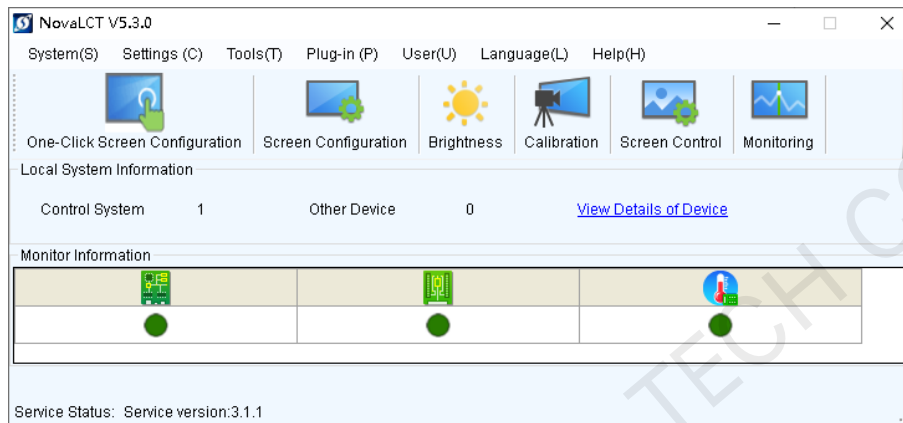 NovaLCT V5.3.0
System(S) Settings (C) Tools(T) Plug-in (P) User(U) Language(L) Help(H)
One-Click Screen Configuration Screen Configuration Brightness Calibration Screen Control Monitoring
Local System Information
Control System 1 Other Device 0 View Details of Device
Monitor Information
Service Status: Service version:3.1.1
TECH CO